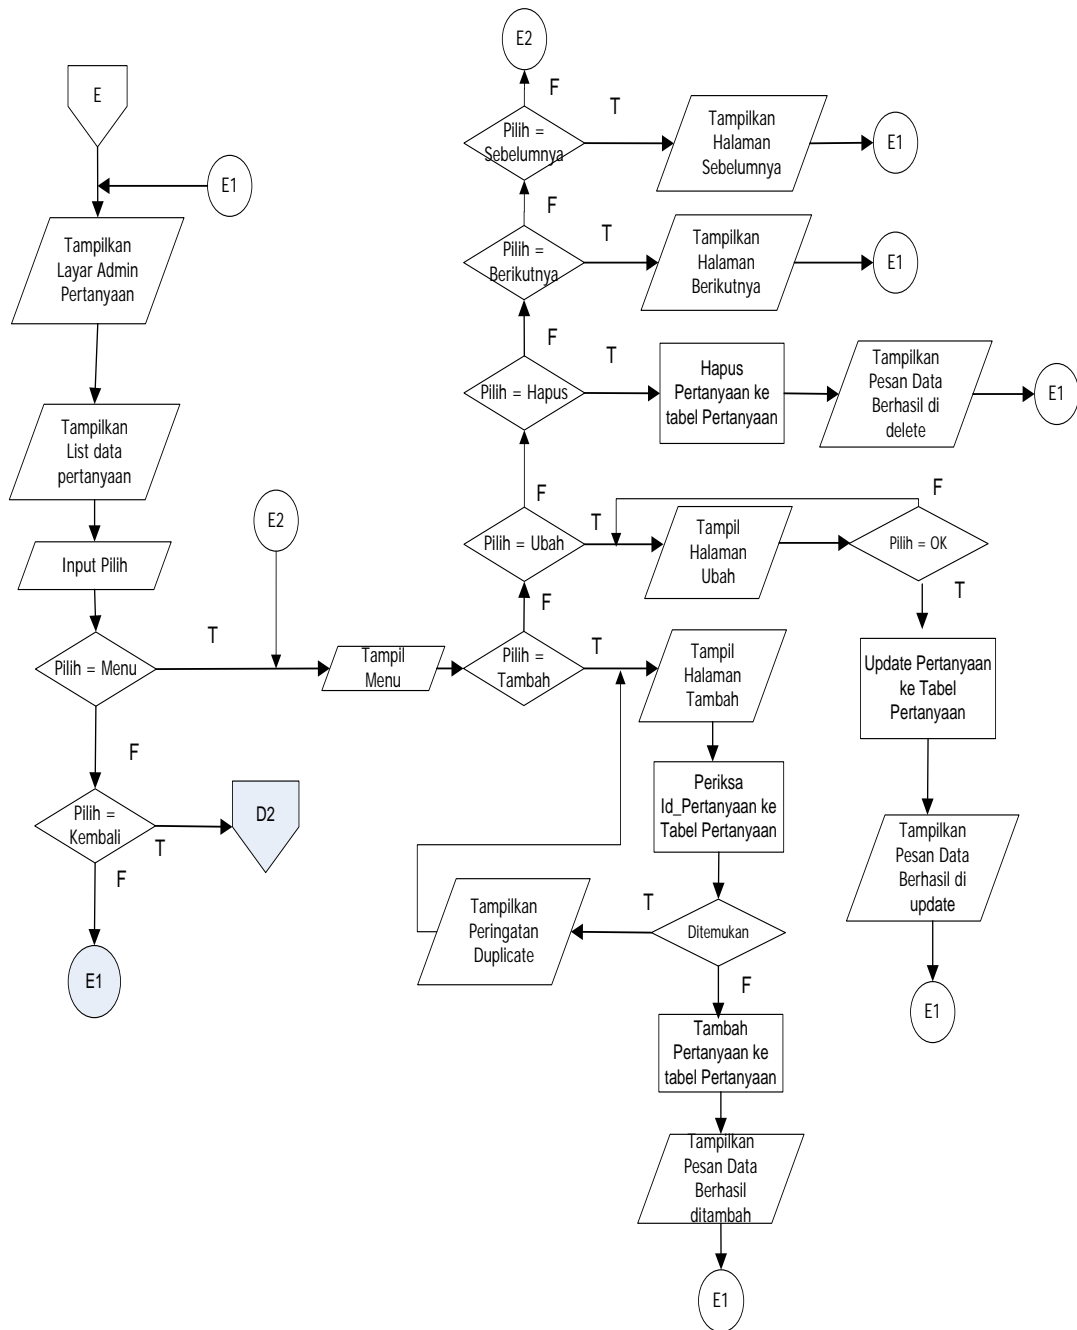 E2
E
F
T
Pilih =
Sebelumnya
Tampilkan
Halaman
Sebelumnya
E1
E1
F
T
Pilih =
Berikutnya
Tampilkan
Halaman
Berikutnya
E1
Tampilkan
Layar Admin
Pertanyaan
F
T
Pilih = Hapus
Hapus
Pertanyaan ke
tabel Pertanyaan
Tampilkan
Pesan Data
Berhasil di
delete
E1
Tampilkan
List data
pertanyaan
F
F
E2
T
Pilih = Ubah
Tampil
Halaman
Ubah
Pilih = OK
Input Pilih
F
T
T
T
Pilih = Menu
Tampil
Menu
Pilih =
Tambah
Tampil
Halaman
Tambah
Update Pertanyaan
ke Tabel
Pertanyaan
F
Pilih =
Kembali
T
D2
Periksa
Id_Pertanyaan ke
Tabel Pertanyaan
Tampilkan
Pesan Data
Berhasil di
update
F
T
Tampilkan
Peringatan
Duplicate
Ditemukan
E1
F
E1
Tambah
Pertanyaan ke
tabel Pertanyaan
Tampilkan
Pesan Data
Berhasil
ditambah
E1